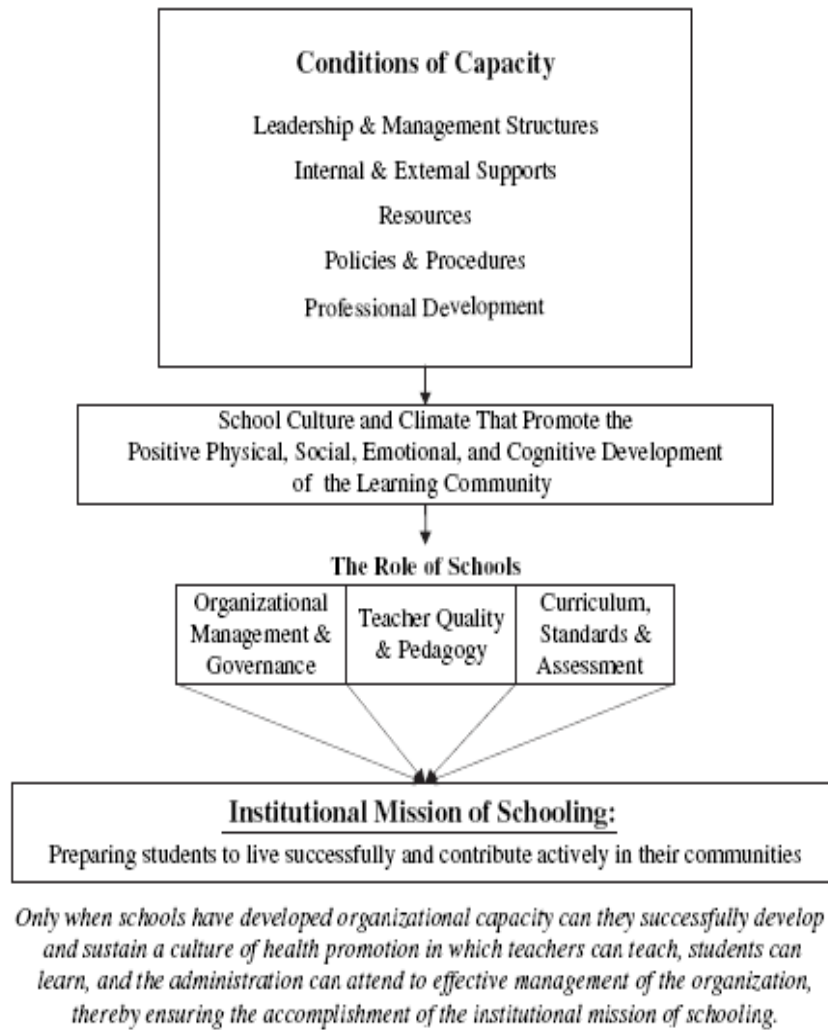 Conditions of Capacity
Leadership & Management Structures
Internal & External Supports
Resources
Policies & Procedures
Professional Development
School Culture and Climate That Promote the
Positive Physical, Social, Emotional, and Cognitive Development
of the Learning Community
The Role of Schools
Organizational
Management &
Governance
Teacher Quality
& Pedagogy
Curriculum,
Standards &
Assessment
Institutional Mission of Schooling:
Preparing students to live successfully and contribute actively in their communities
Only when schools have developed organizational capacity can they successfully develop
and sustain a culture of health promotion in which teachers can teach, students can
learn, and the administration can attend to effective management of the organization,
thereby ensuring the accomplishment of the institutional mission of schooling.